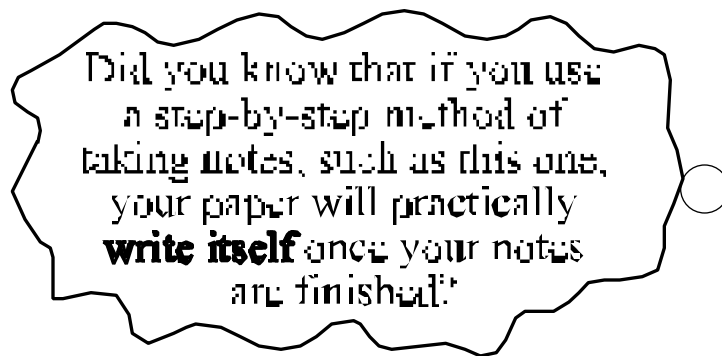 Did you know that if you use
a step-by-step method of
taking notes, such as this one,
your paper will practically
write itself once your notes
are finished?